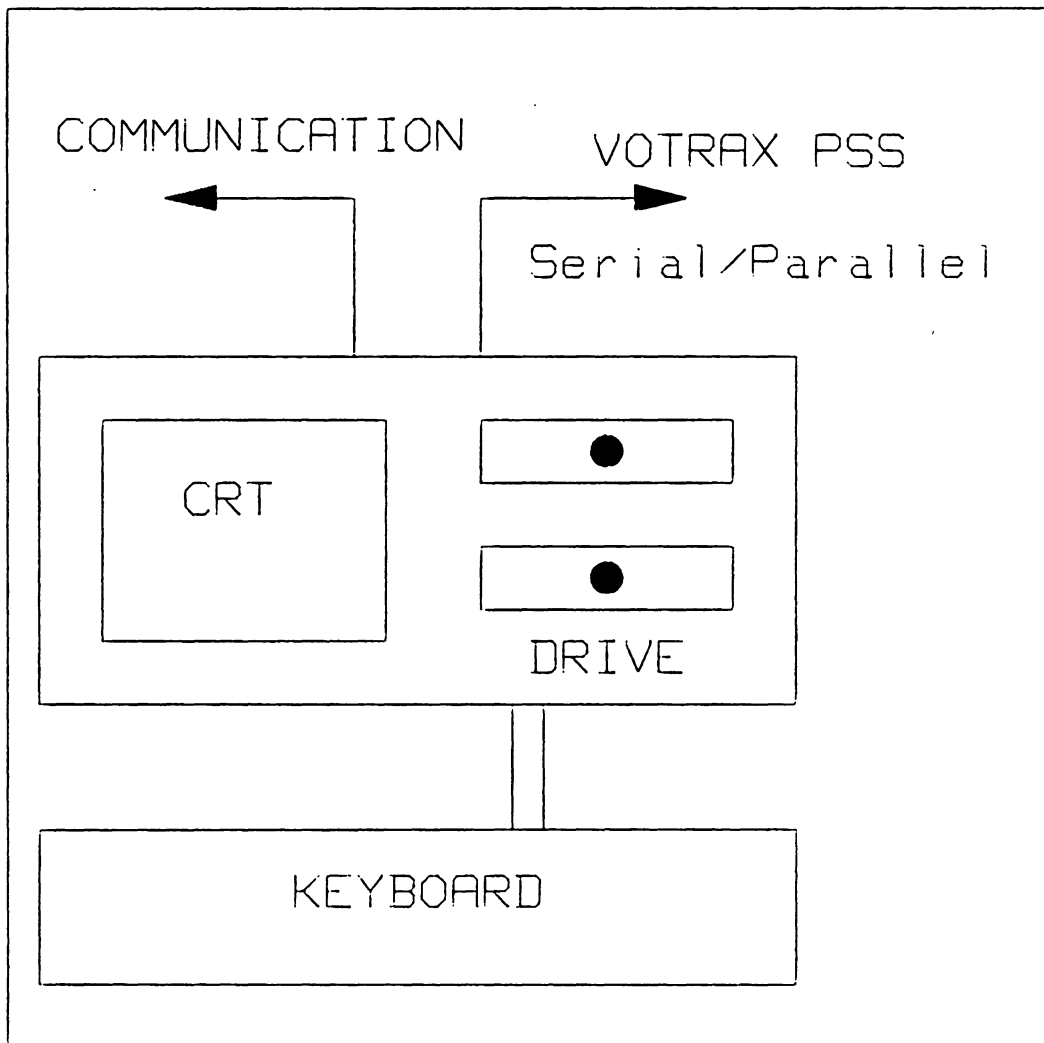 COMMUNICATION
VOTRAX PSS
Serial/Parallel
CRT
DRIVE
KEYBOARD